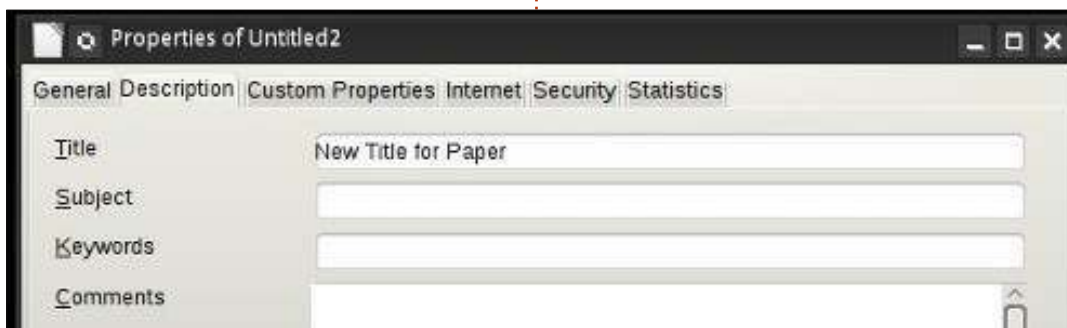 Properties of Untitled2
General Description Custom Properties Internet Security Statistics
Title New Title for Paper
Subject
Keywords
Comments